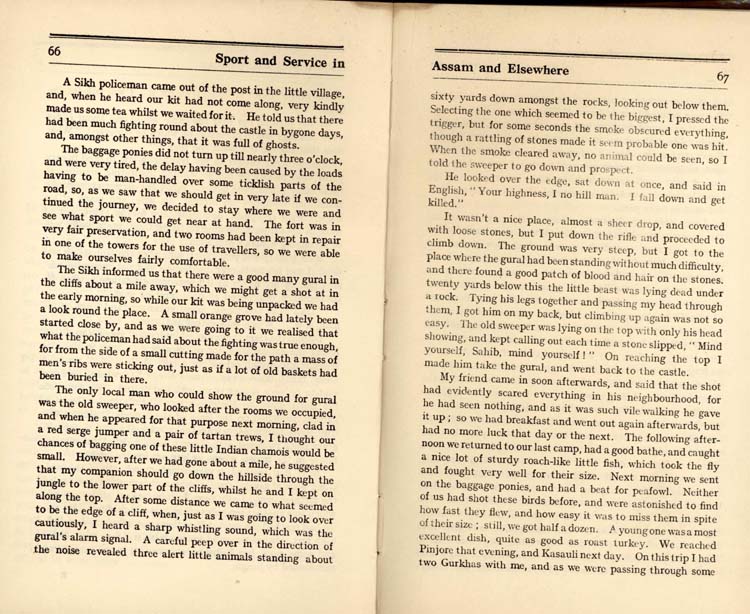 66
Sport and Service in
A Sikh policeman came out of the post in the little village,
and, when he heard our kit had not come along, very kindly
made us some tea whilst we waited for it. He told us that there
had been much fighting round about the castle in bygone days,
and, amongst other things, that it was full of ghosts.
The baggage ponies did not turn up till nearly three o'clock,
and were very tired, the delay having been caused by the loads
having to be man-handled over some ticklish parts of the
road, so, as we saw that we should get in very late if we con-
tinued the journey, we decided to stay where we were and
see what sport we could get near at hand. The fort was in
very fair preservation, and two rooms had been kept in repair
in one of the towers for the use of travellers, so we were able
to make ourselves fairly comfortable.
The Sikh informed us that there were a good many gural in
the cliffs about a mile away, which we might get a shot at in
the early morning, so while our kit was being unpacked we had
a look round the place. A small orange grove had lately been
started close by, and as we were going to it we realised that
what the policeman had said about the fighting was true enough,
for from the side of a small cutting made for the path a mass of
men's ribs were sticking out, just as if a lot of old baskets had
been buried in there.
The only local man who could show the ground for gural
was the old sweeper, who looked after the rooms we occupied,
and when he appeared for that purpose next morning, clad in
a red serge jumper and a pair of tartan trews, I thought our
chances of bagging one of these little Indian chamois would be
small. However, after we had gone about a mile, he suggested
that my companion should go down the hillside through the
jungle to the lower part of the cliffs, whilst he and I kept on
along the top. After some distance we came to what seemed
to be the edge of a cliff, when, just as I was going to look over
cautiously, I heard a sharp whistling sound, which was the
gural's alarm signal. A careful peep over in the direction of
the noise revealed three alert little animals standing about
Assam and Elsewhere
67
sixty yards down amongst the rocks, looking out below them.
Selecting the one which seemed to be the biggest, I pressed the
trigger, but for some seconds the smoke obscured everything,
though a rattling of stones made it seem probable one was hit.
When the smoke cleared away, no animal could be seen, so I
told the sweeper to go down and prospect.
He looked over the edge, sat down at once, and said in
English, "Your highness, I no hill man. I fall down and get
killed."
It wasn't a nice place, almost a sheer drop, and covered
with loose stones, but I put down the rifle and proceeded to
climb down. The ground was very steep, but I got to the
place where the gural had been standing without much difficulty,
and there found a good patch of blood and hair on the stones.
twenty yards below this the little beast was lying dead under
a rock. Tying his legs together and passing my head through
them, I got him on my back, but climbing up again was not so
easy. The old sweeper was lying on the top with only his head
showing, and kept calling out each time a stone slipped, "Mind
yourself, Sahib, mind yourself!" On reaching the top I
made him take the gural, and went back to the castle.
My friend came in soon afterwards, and said that the shot
had evidently scared everything in his neighbourhood, for
he had seen nothing, and as it was such vile walking he gave
it up; so we had breakfast and went out again afterwards, but
had no more luck that day or the next. The following after-
noon we returned to our last camp, had a good bathe, and caught
a nice lot of sturdy roach-like little fish, which took the fly
and fought very well for their size. Next morning we sent
on the baggage ponies, and had a beat for peafowl. Neither
of us had shot these birds before, and were astonished to find
how fast they flew, and how easy it was to miss them in spite
of their size; still, we got half a dozen. A young one was a most
excellent dish, quite as good as roast turkey. We reached
Pinjore that evening, and Kasauli next day. On this trip I had
two Gurkhas with me, and as we were passing through some